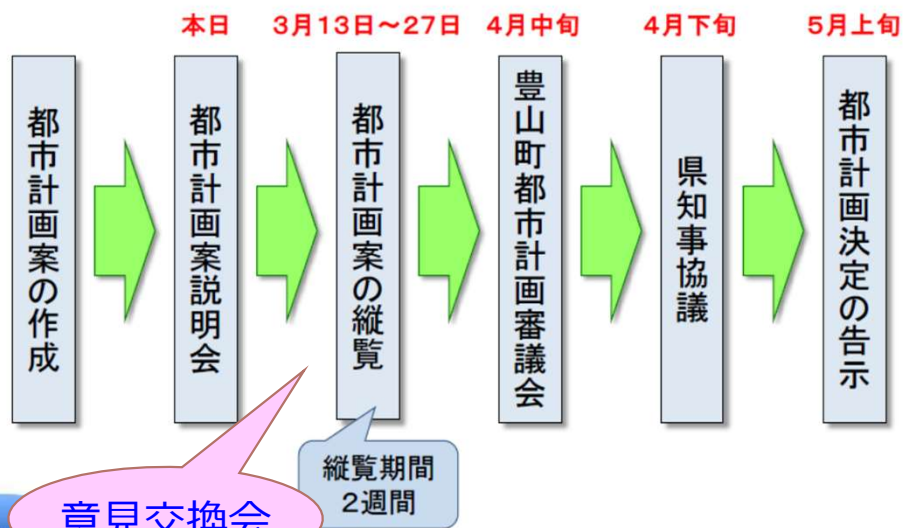 本日
3月13日～27日
4月中旬
4月下旬
5月上旬
都市計画案の作成
都市計画案説明会
都市計画案の縦覧
豊山町都市計画審議会
県知事協議
都市計画決定の告示
縦覧期間
2週間
意見交換会